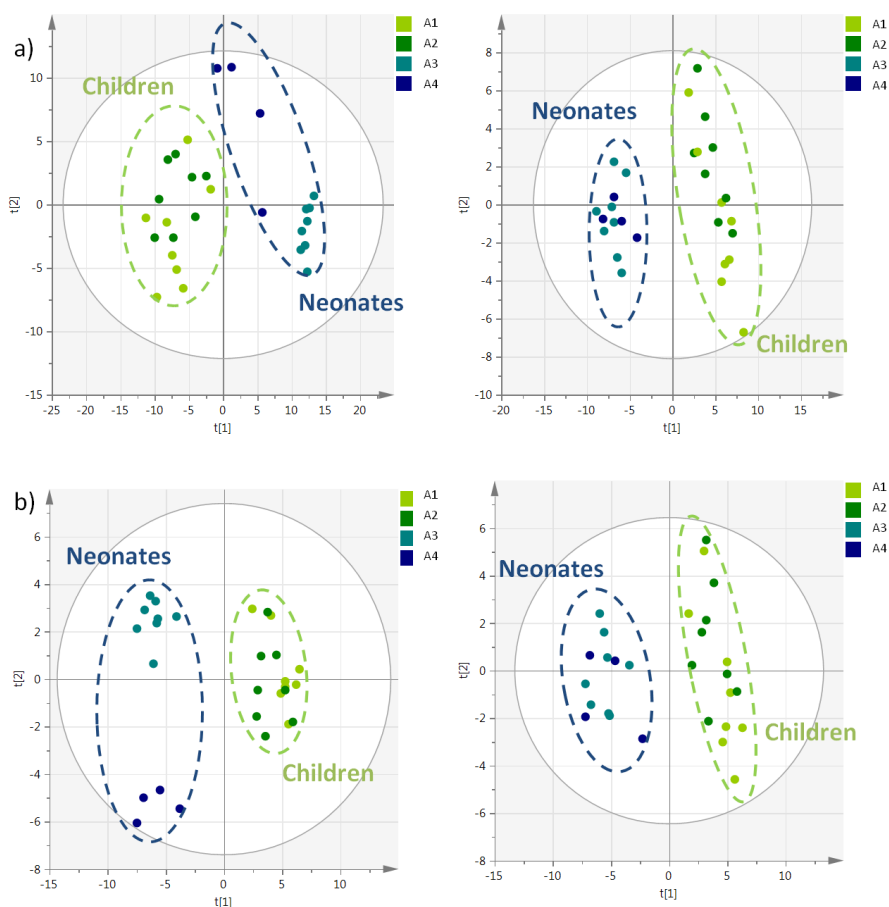 a)
A1
A2
A3
A4
Children
Neonates
t[2]
10
5
0
-5
-10
-15
-25
-20
-15
-10
-5
0
5
10
15
20
t[1]
A1
A2
A3
A4
Neonates
Children
t[2]
8
6
4
2
0
-2
-4
-6
-8
-10
-20
-15
-10
-5
0
5
10
15
t[1]
b)
A1
A2
A3
A4
Neonates
Children
t[2]
6
4
2
0
-2
-4
-6
-8
-10
-5
0
5
10
t[1]
A1
A2
A3
A4
Neonates
Children
t[2]
6
4
2
0
-2
-4
-6
-8
-15
-10
-5
0
5
10
t[1]